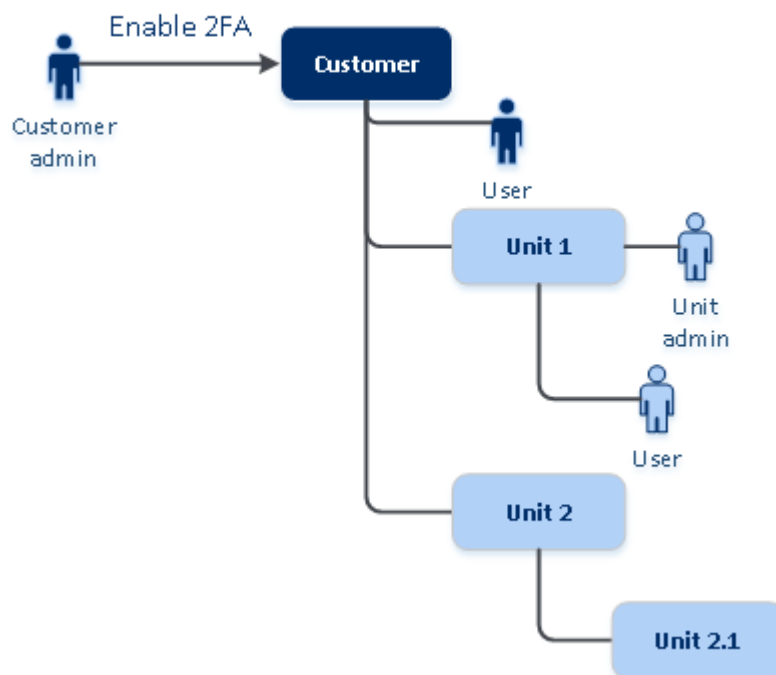 Enable 2FA
Customer
Customer
admin
User
Unit 1
Unit
admin
User
Unit 2
Unit 2.1